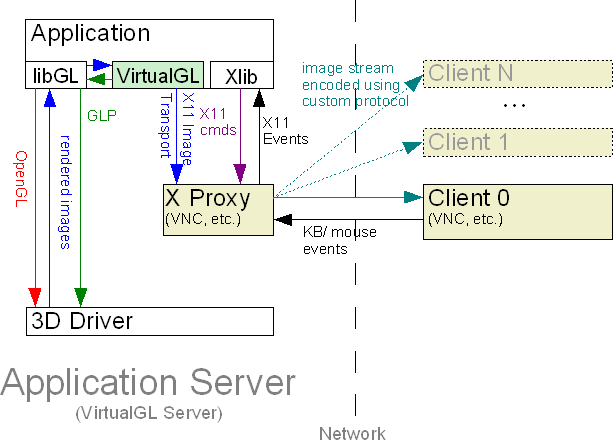 Application
libGL
VirtualGL
Xlib
image stream
encoded using
custom protocol
Client N
...
Client 1
GLP
X11 Image
Transport
X11
cmds
X11
Events
OpenGL
rendered images
X Proxy
(VNC, etc.)
Client 0
(VNC, etc.)
KB/ mouse
events
3D Driver
Application Server
(VirtualGL Server)
Network